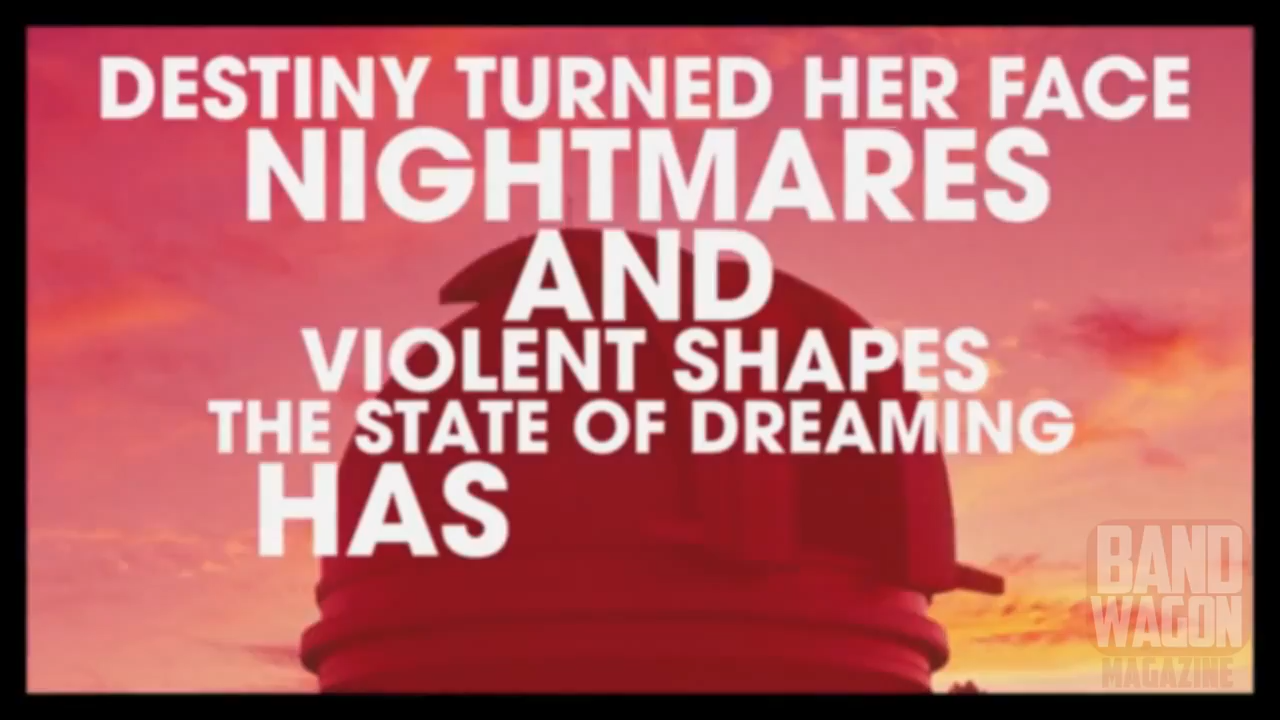 DESTINY TURNED HER FACE
NIGHTMARES
AND
VIOLENT SHAPES
THE STATE OF DREAMING
HAS
BAND
WAGON
MAGAZINE